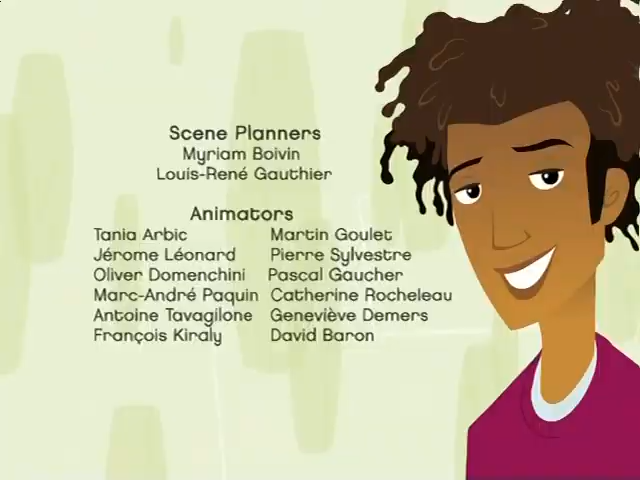 Scene Planners
Myriam Boivin
Louis-René Gauthier
Animators
Tania Arbic Martin Goulet
Jérome Léonard Pierre Sylvestre
Oliver Domenchini Pascal Gaucher
Marc-André Paquin Catherine Rocheleau
Antoine Tavagilone Geneviève Demers
François Kiraly David Baron